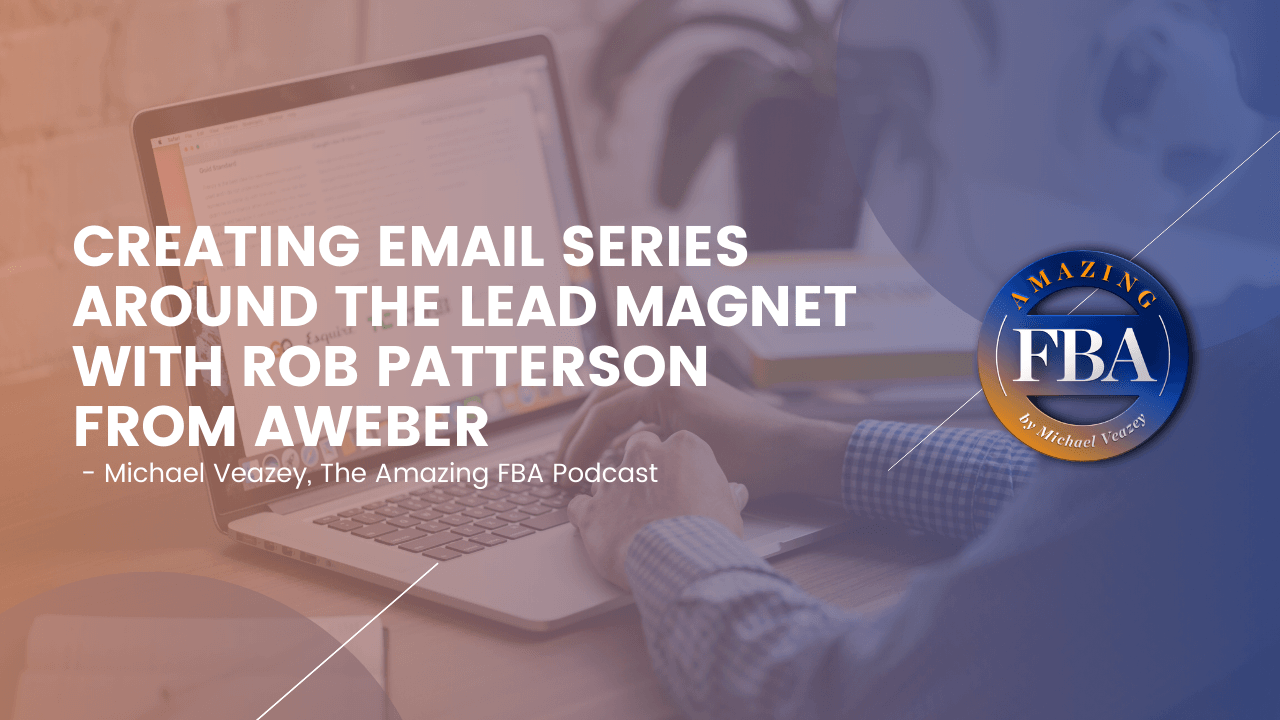 CREATING EMAIL SERIES
AROUND THE LEAD MAGNET
WITH ROB PATTERSON
FROM AWEBER
- Michael Veazey, The Amazing FBA Podcast
AMAZING
FBA
by Michael Veazey
Esquire